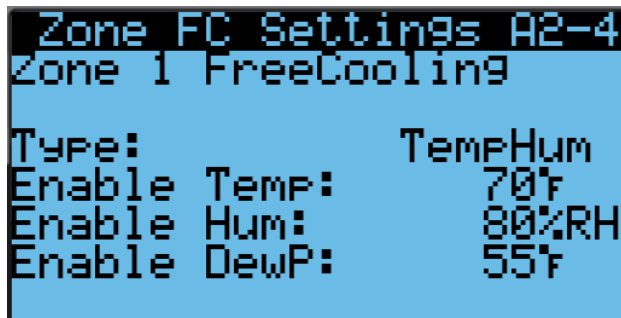 Zone FC Settings A2-4
Zone 1 FreeCooling
Type: TempHum
Enable Temp: 70°F
Enable Hum: 80%RH
Enable DewP: 55°F